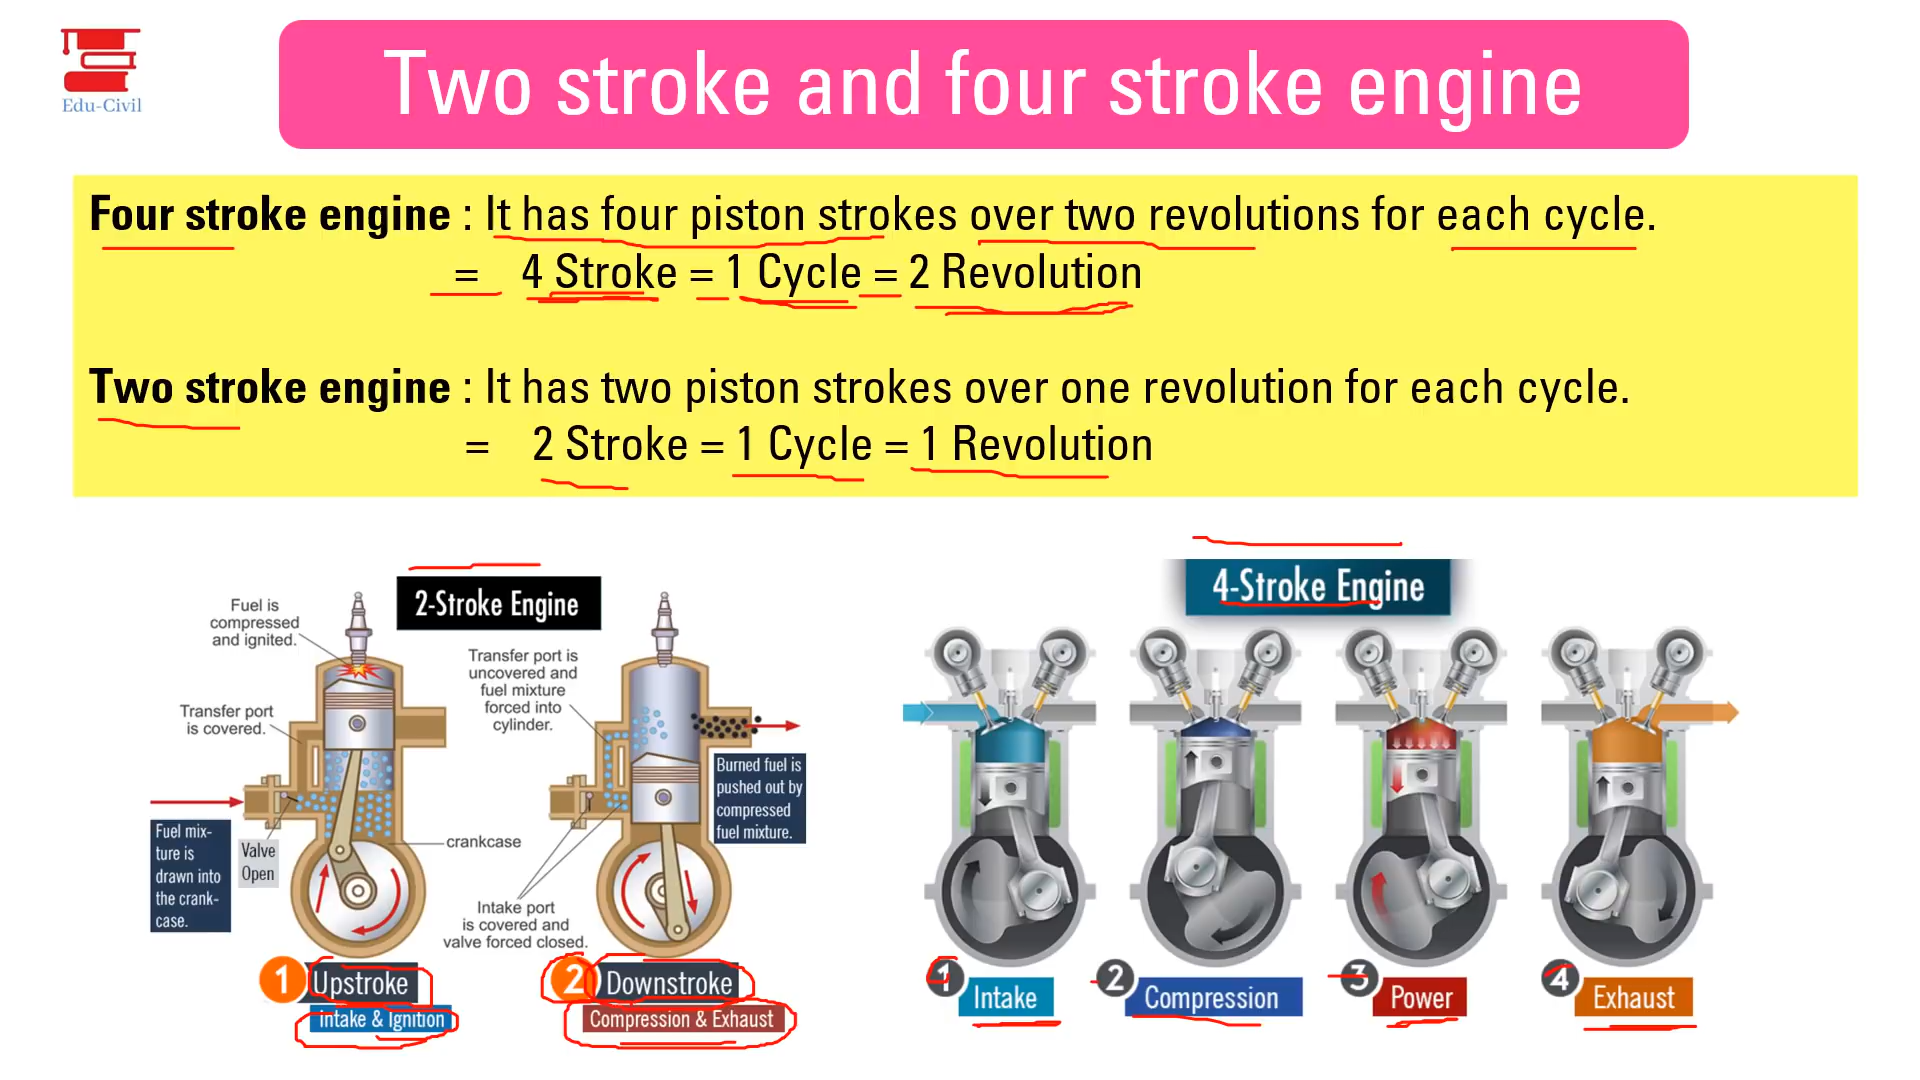 Edu-Civil
Two stroke and four stroke engine
Four stroke engine : It has four piston strokes over two revolutions for each cycle.
= 4 Stroke = 1 Cycle = 2 Revolution
Two stroke engine : It has two piston strokes over one revolution for each cycle.
= 2 Stroke = 1 Cycle = 1 Revolution
2-Stroke Engine
Fuel is
compressed
and ignited.
Transfer port
is covered.
Fuel mix-
ture is
drawn into
the crank-
case.
Valve
Open
crankcase
Transfer port is
uncovered and
fuel mixture
forced into
cylinder.
Burned fuel is
pushed out by
compressed
fuel mixture.
Intake port
is covered and
valve forced closed.
1 Upstroke
Intake & Ignition
2 Downstroke
Compression & Exhaust
4-Stroke Engine
1 Intake
2 Compression
3 Power
4 Exhaust